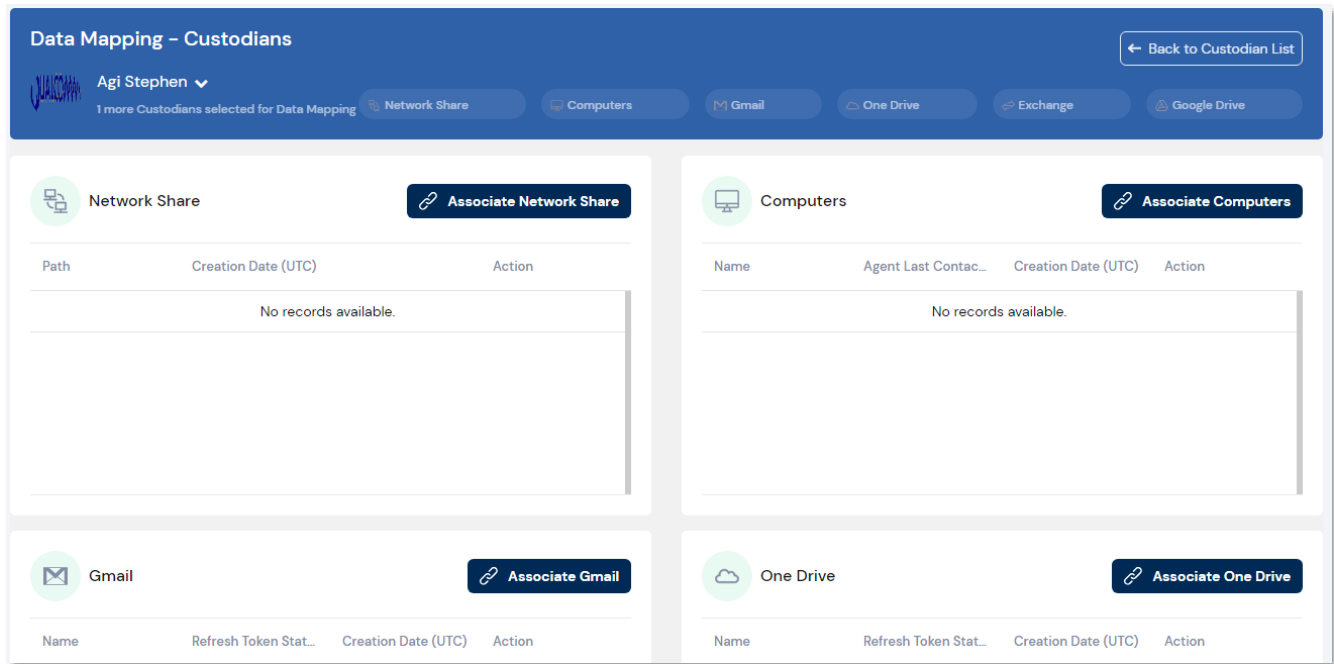 Data Mapping - Custodians
← Back to Custodian List
QUALCOMM
Agi Stephen
1 more Custodians selected for Data Mapping
Network Share
Computers
Gmail
One Drive
Exchange
Google Drive
Network Share
Associate Network Share
Path Creation Date (UTC) Action
No records available.
Computers
Associate Computers
Name Agent Last Contac... Creation Date (UTC) Action
No records available.
Gmail
Associate Gmail
Name Refresh Token Stat... Creation Date (UTC) Action
One Drive
Associate One Drive
Name Refresh Token Stat... Creation Date (UTC) Action